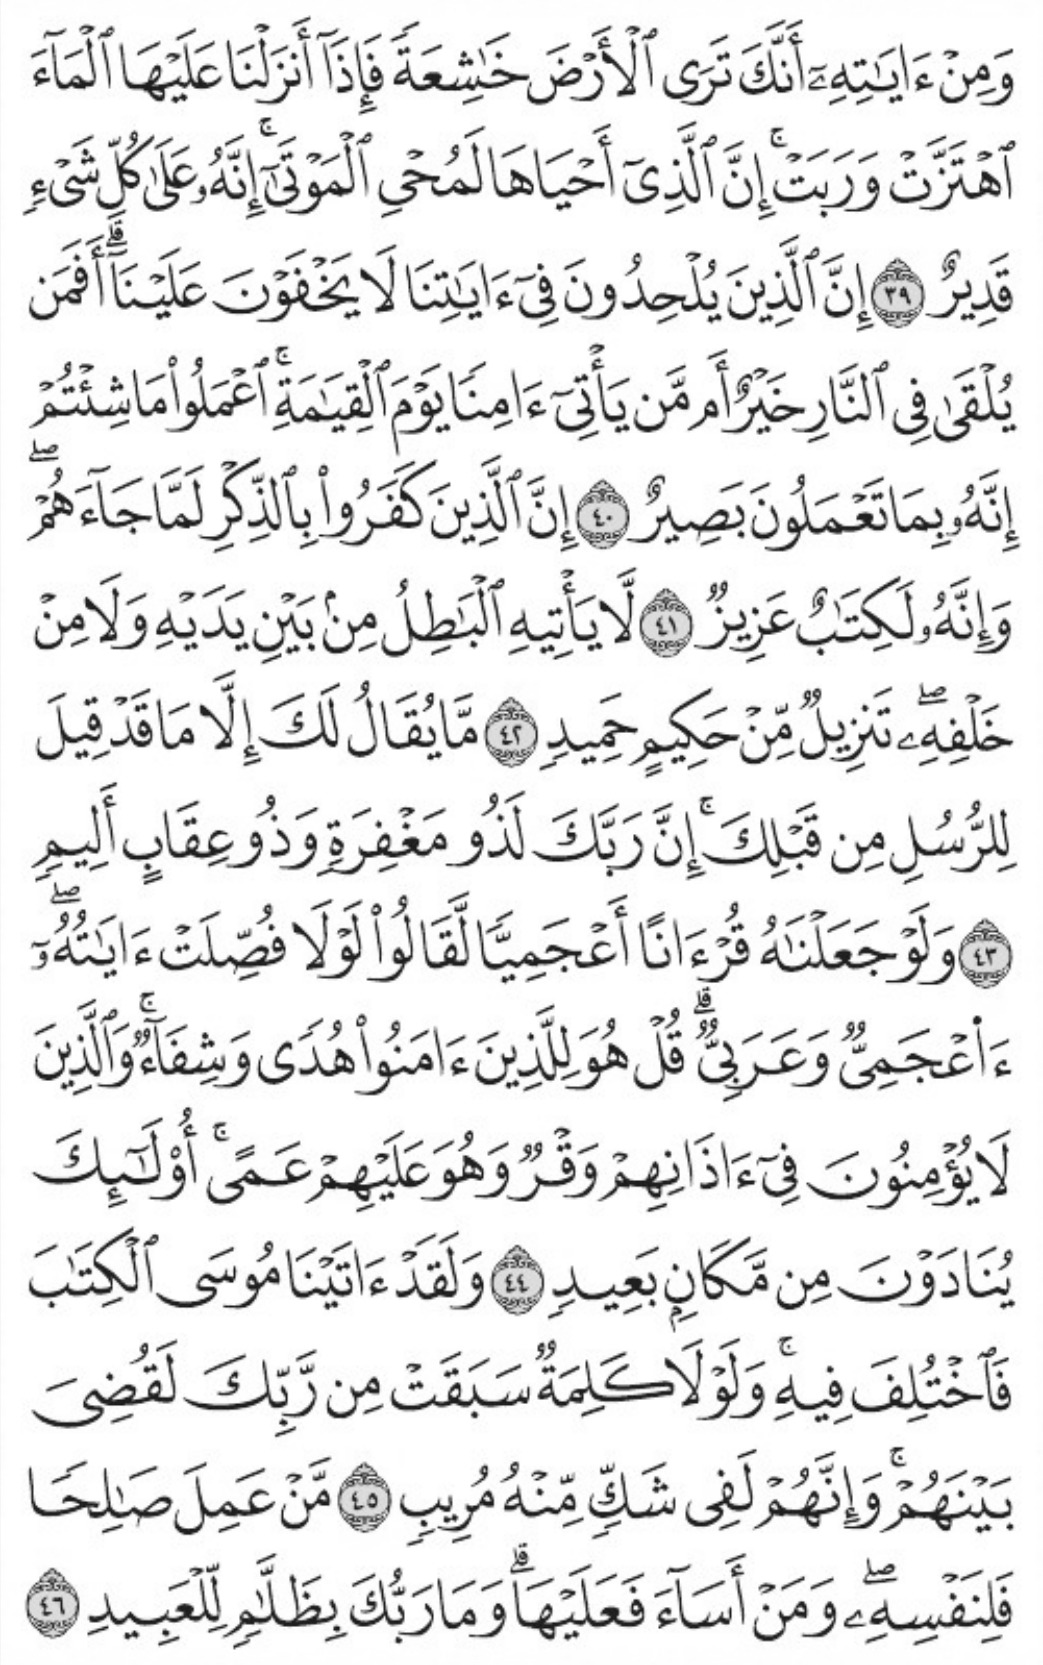 وَمِنْ ءَايَٰتِهِۦٓ أَنَّكَ تَرَى ٱلْأَرْضَ خَٰشِعَةً فَإِذَآ أَنزَلْنَا عَلَيْهَا ٱلْمَآءَ
ٱهْتَزَّتْ وَرَبَتْ ۚ إِنَّ ٱلَّذِىٓ أَحْيَاهَا لَمُحْىِ ٱلْمَوْتَىٰٓ ۚ إِنَّهُۥ عَلَىٰ كُلِّ شَىْءٍ
قَدِيرٌ ٣٩ إِنَّ ٱلَّذِينَ يُلْحِدُونَ فِىٓ ءَايَٰتِنَا لَا يَخْفَوْنَ عَلَيْنَآ ۗ أَفَمَن
يُلْقَىٰ فِى ٱلنَّارِ خَيْرٌ أَم مَّن يَأْتِىٓ ءَامِنًا يَوْمَ ٱلْقِيَٰمَةِ ۚ ٱعْمَلُوا۟ مَا شِئْتُمْ ۖ
إِنَّهُۥ بِمَا تَعْمَلُونَ بَصِيرٌ ٤٠ إِنَّ ٱلَّذِينَ كَفَرُوا۟ بِٱلذِّكْرِ لَمَّا جَآءَهُمْ ۖ
وَإِنَّهُۥ لَكِتَٰبٌ عَزِيزٌ ٤١ لَّا يَأْتِيهِ ٱلْبَٰطِلُ مِنۢ بَيْنِ يَدَيْهِ وَلَا مِنْ
خَلْفِهِۦ ۖ تَنزِيلٌ مِّنْ حَكِيمٍ حَمِيدٍ ٤٢ مَّا يُقَالُ لَكَ إِلَّا مَا قَدْ قِيلَ
لِلرُّسُلِ مِن قَبْلِكَ ۚ إِنَّ رَبَّكَ لَذُو مَغْفِرَةٍ وَذُو عِقَابٍ أَلِيمٍ
٤٣ وَلَوْ جَعَلْنَٰهُ قُرْءَانًا أَعْجَمِيًّا لَّقَالُوا۟ لَوْلَا فُصِّلَتْ ءَايَٰتُهُۥٓ ۖ
ءَا۬عْجَمِىٌّ وَعَرَبِىٌّ ۗ قُلْ هُوَ لِلَّذِينَ ءَامَنُوا۟ هُدًى وَشِفَآءٌ ۚ وَٱلَّذِينَ
لَا يُؤْمِنُونَ فِىٓ ءَاذَانِهِمْ وَقْرٌ وَهُوَ عَلَيْهِمْ عَمًى ۚ أُو۟لَٰٓئِكَ
يُنَادَوْنَ مِن مَّكَانٍۭ بَعِيدٍ ٤٤ وَلَقَدْ ءَاتَيْنَا مُوسَى ٱلْكِتَٰبَ
فَٱخْتُلِفَ فِيهِ ۚ وَلَوْلَا كَلِمَةٌ سَبَقَتْ مِن رَّبِّكَ لَقُضِىَ
بَيْنَهُمْ ۚ وَإِنَّهُمْ لَفِى شَكٍّ مِّنْهُ مُرِيبٍ ٤٥ مَّنْ عَمِلَ صَٰلِحًا
فَلِنَفْسِهِۦ ۖ وَمَنْ أَسَآءَ فَعَلَيْهَا ۗ وَمَا رَبُّكَ بِظَلَّٰمٍ لِّلْعَبِيدِ ٤٦